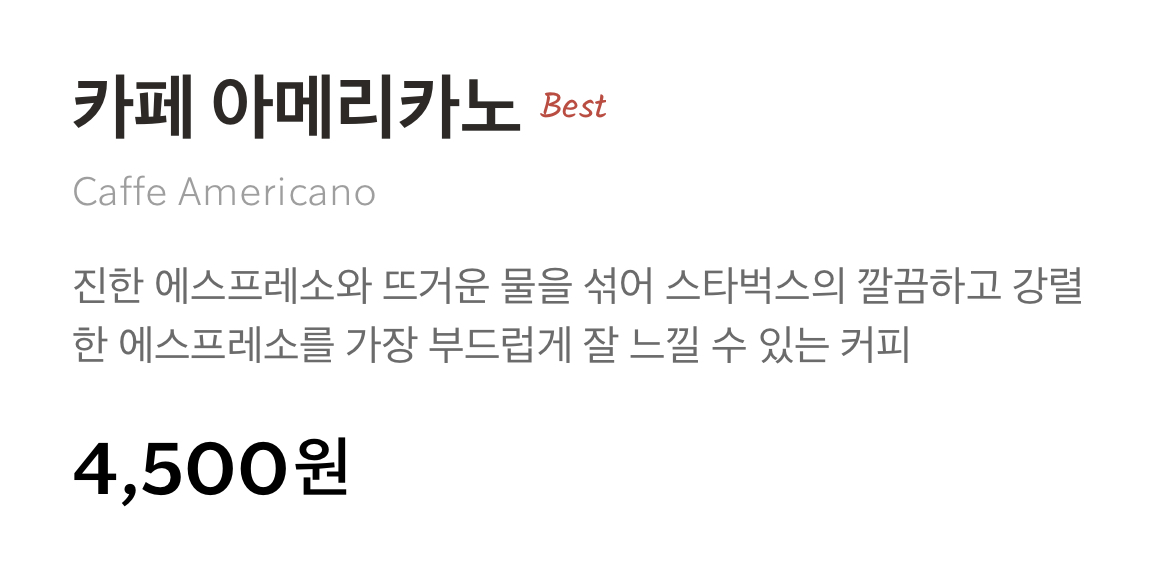 카페 아메리카노 Best
Caffe Americano
진한 에스프레소와 뜨거운 물을 섞어 스타벅스의 깔끔하고 강렬
한 에스프레소를 가장 부드럽게 잘 느낄 수 있는 커피
4,500원